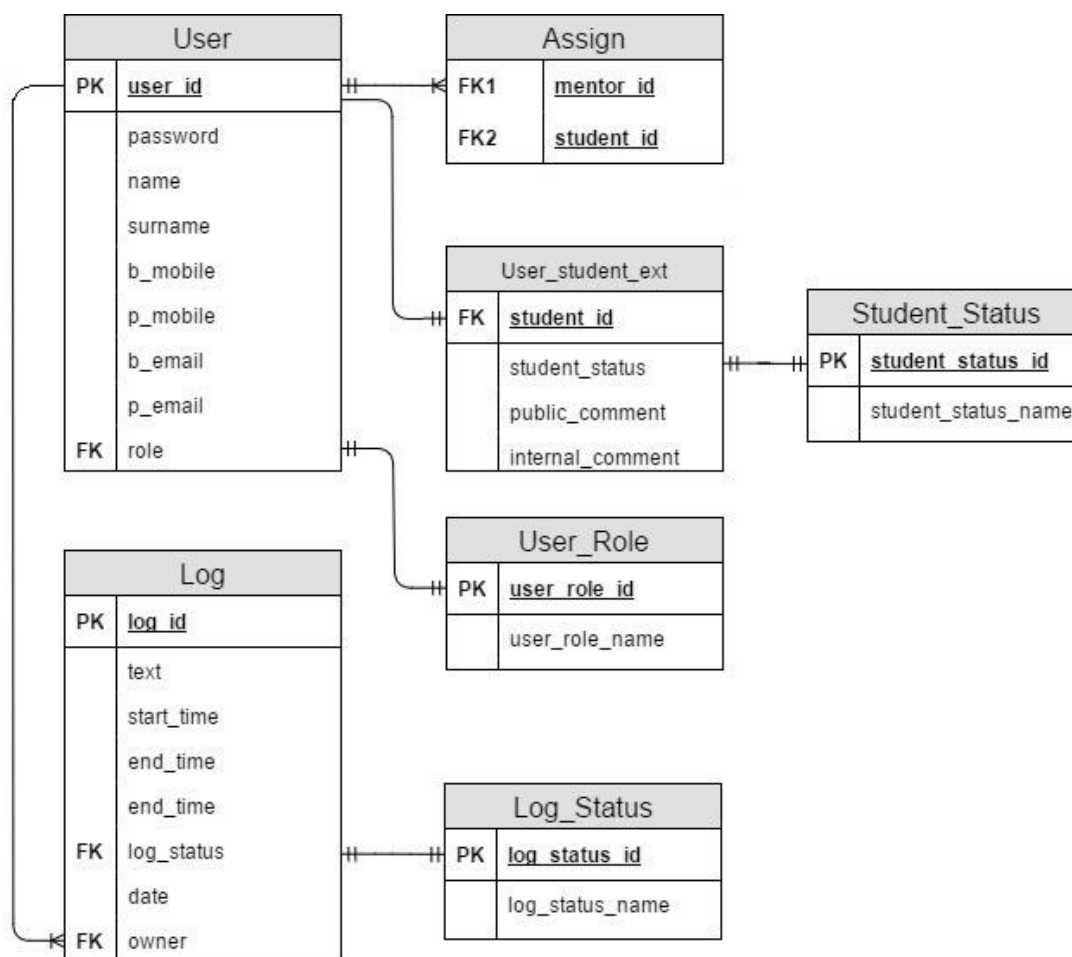 User
PK user_id
password
name
surname
b_mobile
p_mobile
b_email
p_email
FK role
Assign
FK1 mentor_id
FK2 student_id
User_student_ext
FK student_id
student_status
public_comment
internal_comment
Student_Status
PK student_status_id
student_status_name
User_Role
PK user_role_id
user_role_name
Log
PK log_id
text
start_time
end_time
end_time
FK log_status
date
FK owner
Log_Status
PK log_status_id
log_status_name